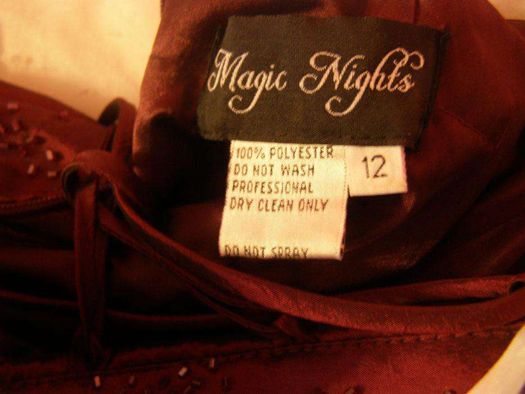 Magic Nights
100% POLYESTER
DO NOT WASH
PROFESSIONAL
DRY CLEAN ONLY
DO NOT SPRAY
12